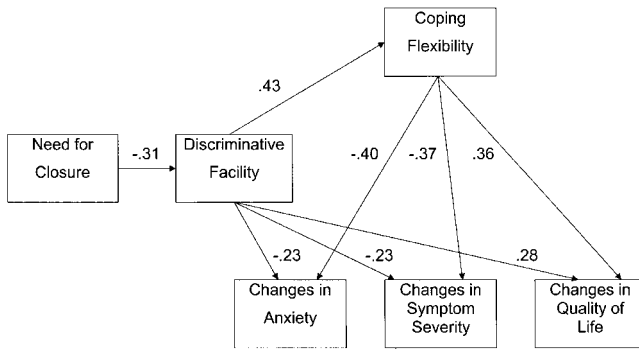 Coping
Flexibility
.43
Need for
Closure
-.31
Discriminative
Facility
-.40
-.37
.36
-.23
-.23
.28
Changes in
Anxiety
Changes in
Symptom
Severity
Changes in
Quality of
Life